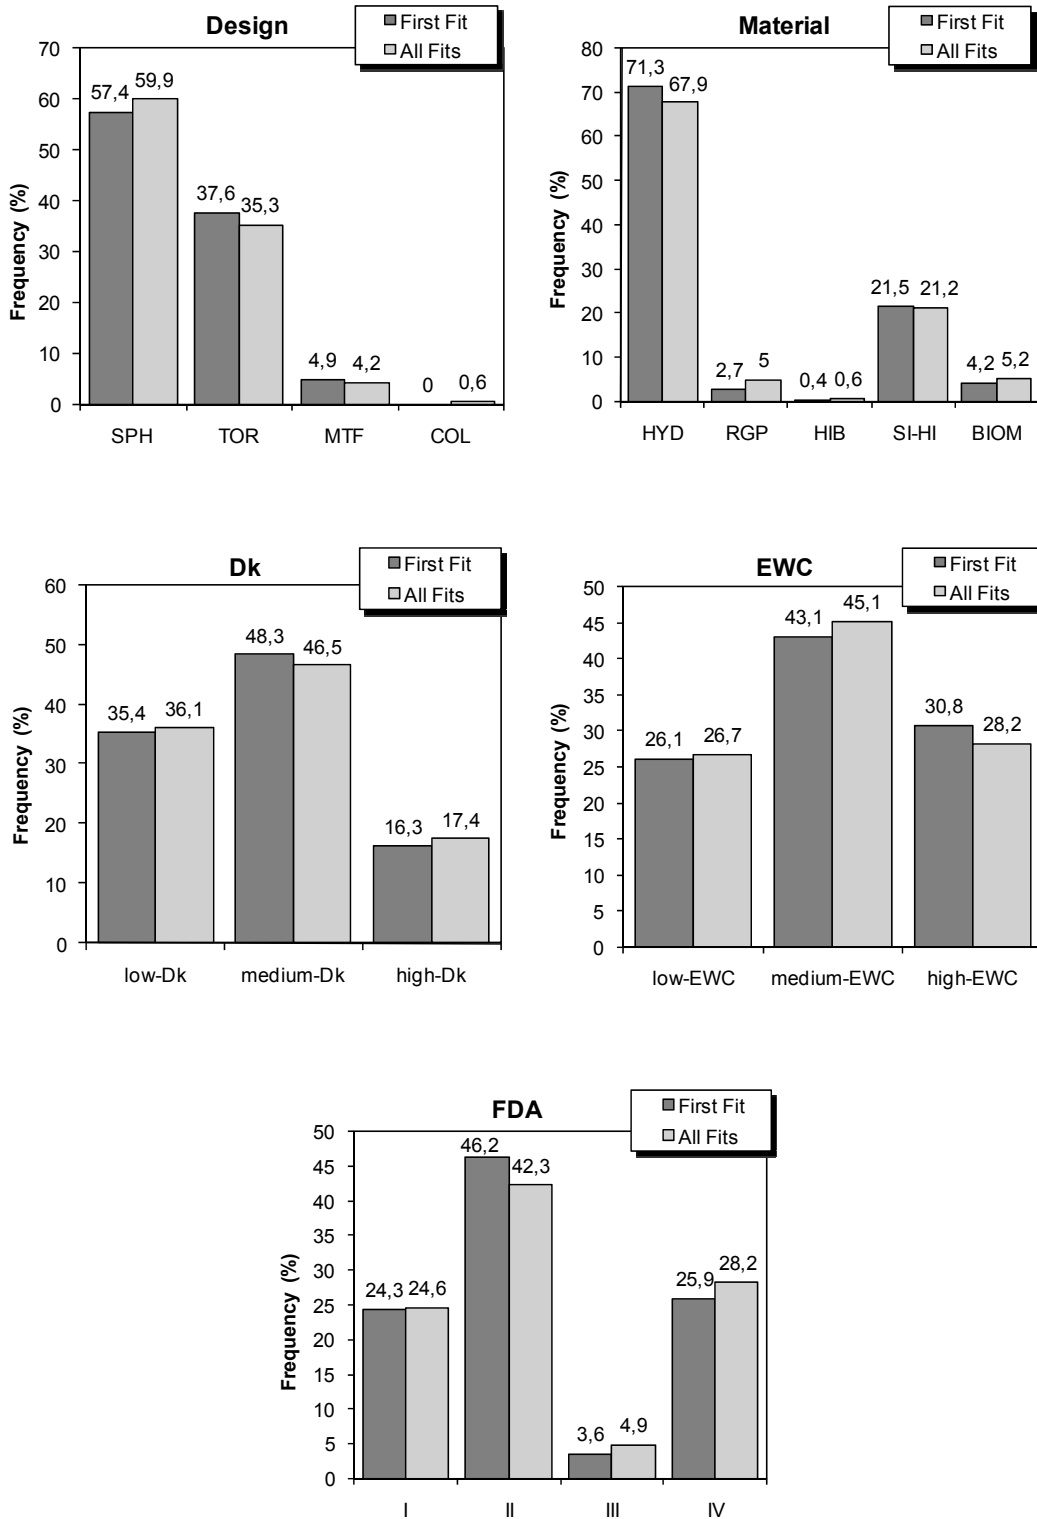 Design
First Fit
All Fits
Frequency (%)
70
60
50
40
30
20
10
0
57,4
59,9
37,6
35,3
4,9
4,2
0
0,6
SPH
TOR
MTF
COL
Material
First Fit
All Fits
Frequency (%)
80
70
60
50
40
30
20
10
0
71,3
67,9
2,7
5
0,4
0,6
21,5
21,2
4,2
5,2
HYD
RGP
HIB
SI-HI
BIOM
Dk
First Fit
All Fits
Frequency (%)
60
50
40
30
20
10
0
35,4
36,1
48,3
46,5
16,3
17,4
low-Dk
medium-Dk
high-Dk
EWC
First Fit
All Fits
Frequency (%)
50
45
40
35
30
25
20
15
10
5
0
26,1
26,7
43,1
45,1
30,8
28,2
low-EWC
medium-EWC
high-EWC
FDA
First Fit
All Fits
Frequency (%)
50
45
40
35
30
25
20
15
10
5
0
24,3
24,6
46,2
42,3
3,6
4,9
25,9
28,2
I
II
III
IV